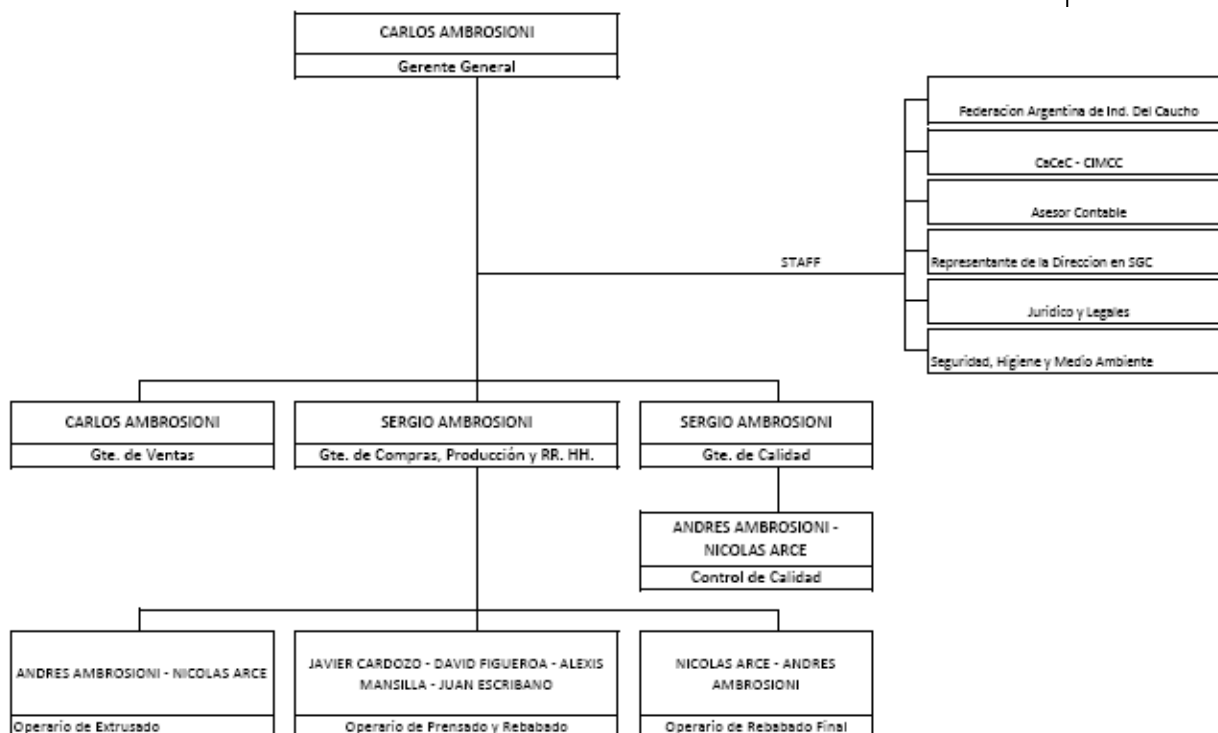 CARLOS AMBROSIONI
Gerente General
Federacion Argentina de Ind. Del Caucho
CaCeC - CIMCC
Asesor Contable
STAFF
Representante de la Direccion en SGC
Juridico y Legales
Seguridad, Higiene y Medio Ambiente
CARLOS AMBROSIONI
Gte. de Ventas
SERGIO AMBROSIONI
Gte. de Compras, Producción y RR. HH.
SERGIO AMBROSIONI
Gte. de Calidad
ANDRES AMBROSIONI -
NICOLAS ARCE
Control de Calidad
ANDRES AMBROSIONI - NICOLAS ARCE
Operario de Extrusado
JAVIER CARDOZO - DAVID FIGUEROA - ALEXIS
MANSILLA - JUAN ESCRIBANO
Operario de Prensado y Rebabado
NICOLAS ARCE - ANDRES
AMBROSIONI
Operario de Rebabado Final